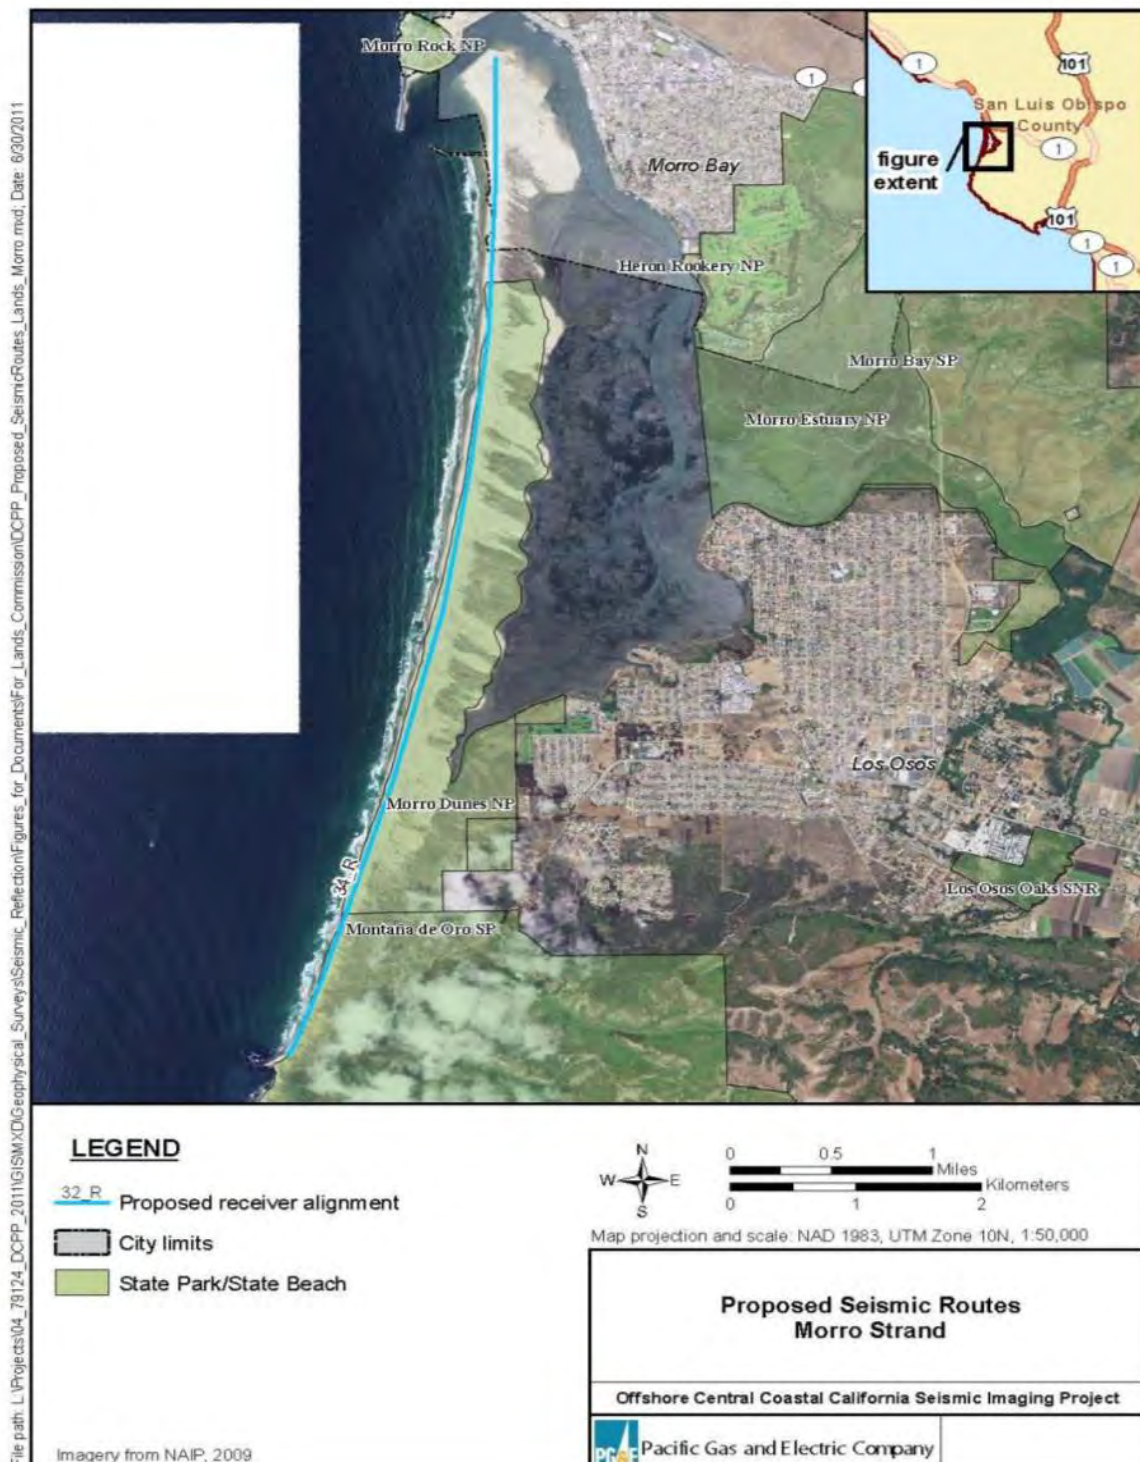 File path: L:\Projects\04_79124_DCPP_2011\GIS\MXD\Geophysical_Surveys\Seismic_Reflection\Figures_for_Documents\For_Lands_Commission\DCPP_Proposed_SeismicRoutes_Lands_Morro.mxd; Date: 6/30/2011
Morro Rock NP
1
1
101
San Luis Obispo
County
1
figure
extent
101
1
1
Morro Bay
Heron Rookery NP
Morro Bay SP
Morro Estuary NP
Los Osos
Morro Dunes NP
34_R
Los Osos Oaks SNR
Montaña de Oro SP
LEGEND
32_R Proposed receiver alignment
City limits
State Park/State Beach
N
W E
S
0 0.5 1
Miles
Kilometers
0 1 2
Map projection and scale: NAD 1983, UTM Zone 10N, 1:50,000
Proposed Seismic Routes
Morro Strand
Offshore Central Coastal California Seismic Imaging Project
PG&E Pacific Gas and Electric Company
Imagery from NAIP, 2009